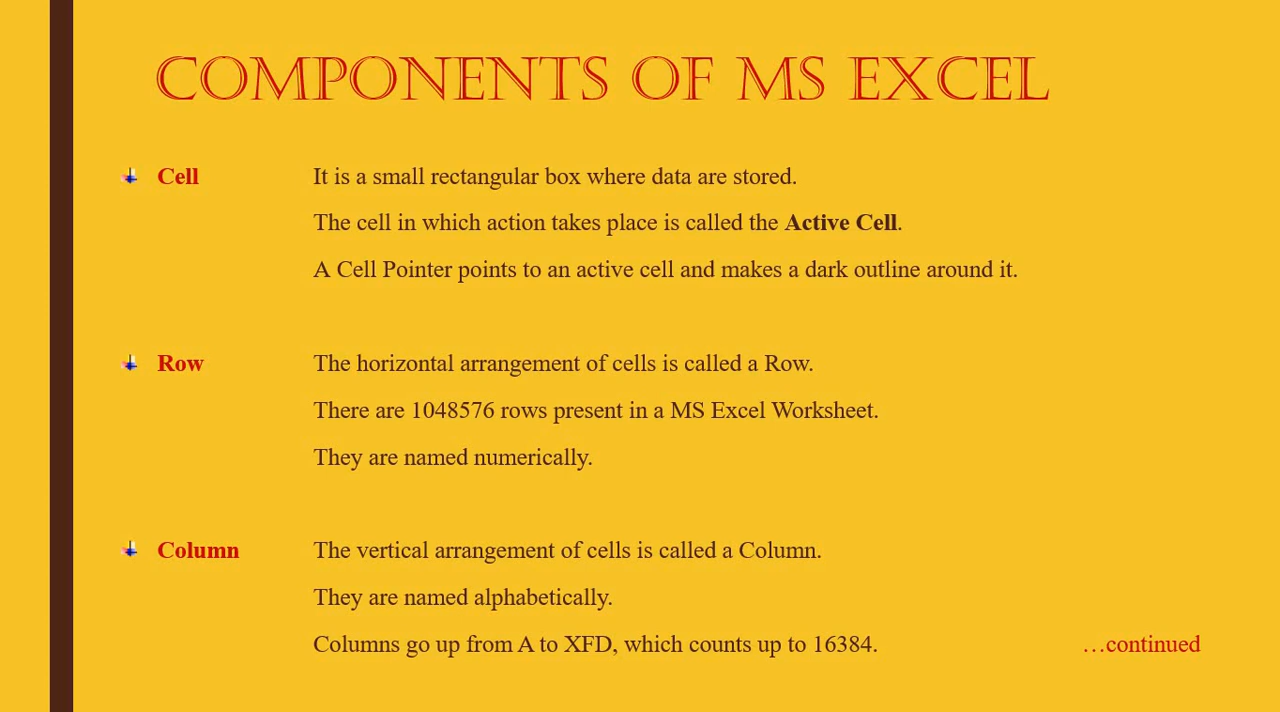 COMPONENTS OF MS EXCEL
Cell It is a small rectangular box where data are stored.
The cell in which action takes place is called the Active Cell.
A Cell Pointer points to an active cell and makes a dark outline around it.
Row The horizontal arrangement of cells is called a Row.
There are 1048576 rows present in a MS Excel Worksheet.
They are named numerically.
Column The vertical arrangement of cells is called a Column.
They are named alphabetically.
Columns go up from A to XFD, which counts up to 16384. …continued